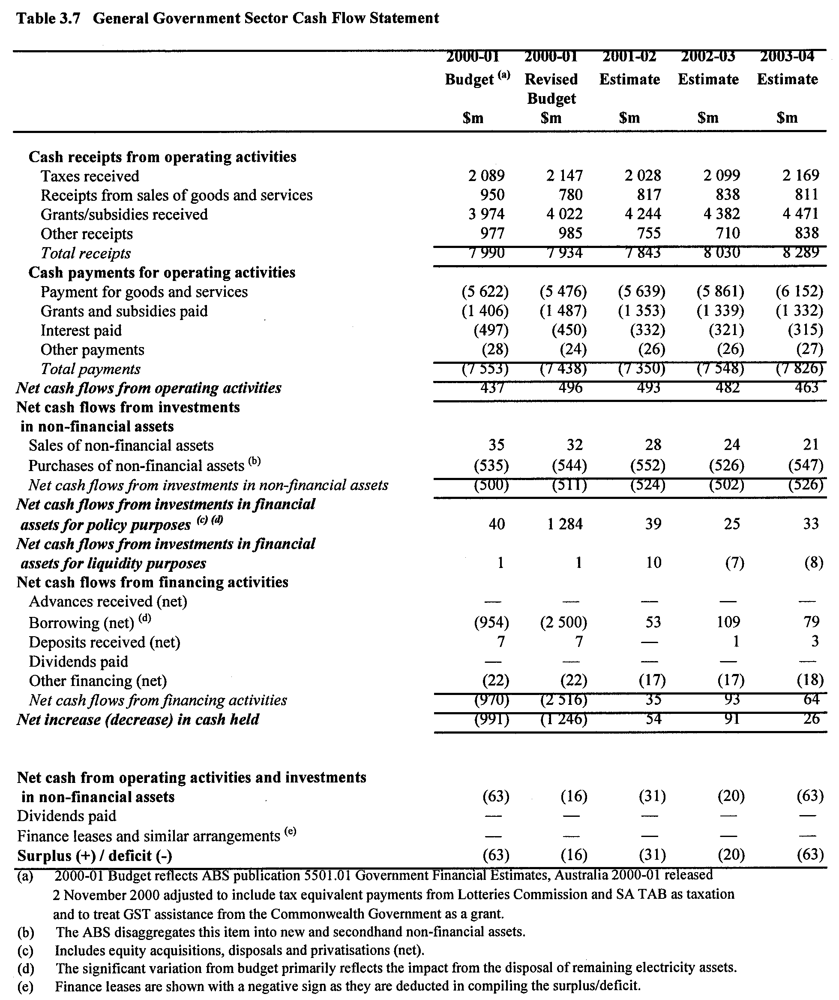 Table 3.7 General Government Sector Cash Flow Statement
2000-01 2000-01 2001-02 2002-03 2003-04
Budget (a) Revised Estimate Estimate Estimate
Budget
$m $m $m $m $m
Cash receipts from operating activities
Taxes received 2 089 2 147 2 028 2 099 2 169
Receipts from sales of goods and services 950 780 817 838 811
Grants/subsidies received 3 974 4 022 4 244 4 382 4 471
Other receipts 977 985 755 710 838
Total receipts 7 990 7 934 7 843 8 030 8 289
Cash payments for operating activities
Payment for goods and services (5 622) (5 476) (5 639) (5 861) (6 152)
Grants and subsidies paid (1 406) (1 487) (1 353) (1 339) (1 332)
Interest paid (497) (450) (332) (321) (315)
Other payments (28) (24) (26) (26) (27)
Total payments (7 553) (7 438) (7 350) (7 548) (7 826)
Net cash flows from operating activities 437 496 493 482 463
Net cash flows from investments
in non-financial assets
Sales of non-financial assets 35 32 28 24 21
Purchases of non-financial assets (b) (535) (544) (552) (526) (547)
Net cash flows from investments in non-financial assets (500) (511) (524) (502) (526)
Net cash flows from investments in financial
assets for policy purposes (c) (d) 40 1 284 39 25 33
Net cash flows from investments in financial
assets for liquidity purposes 1 1 10 (7) (8)
Net cash flows from financing activities
Advances received (net) — — — — —
Borrowing (net) (d) (954) (2 500) 53 109 79
Deposits received (net) 7 7 — 1 3
Dividends paid — — — — —
Other financing (net) (22) (22) (17) (17) (18)
Net cash flows from financing activities (970) (2 516) 35 93 64
Net increase (decrease) in cash held (991) (1 246) 54 91 26
Net cash from operating activities and investments
in non-financial assets (63) (16) (31) (20) (63)
Dividends paid — — — — —
Finance leases and similar arrangements (e) — — — — —
Surplus (+) / deficit (-) (63) (16) (31) (20) (63)
(a) 2000-01 Budget reflects ABS publication 5501.01 Government Financial Estimates, Australia 2000-01 released
2 November 2000 adjusted to include tax equivalent payments from Lotteries Commission and SA TAB as taxation
and to treat GST assistance from the Commonwealth Government as a grant.
(b) The ABS disaggregates this item into new and secondhand non-financial assets.
(c) Includes equity acquisitions, disposals and privatisations (net).
(d) The significant variation from budget primarily reflects the impact from the disposal of remaining electricity assets.
(e) Finance leases are shown with a negative sign as they are deducted in compiling the surplus/deficit.